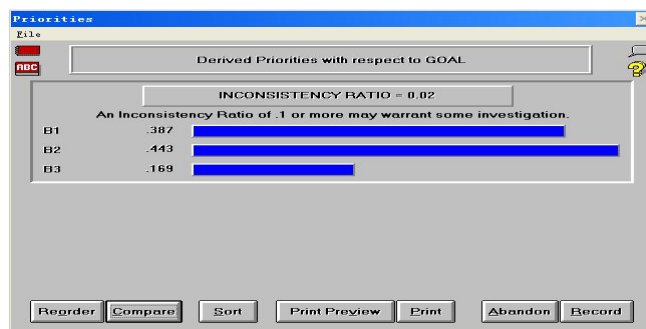 Priorities
File
ABC
Derived Priorities with respect to GOAL
INCONSISTENCY RATIO = 0.02
An Inconsistency Ratio of .1 or more may warrant some investigation.
B1 .387
B2 .443
B3 .169
Reorder Compare Sort Print Preview Print Abandon Record